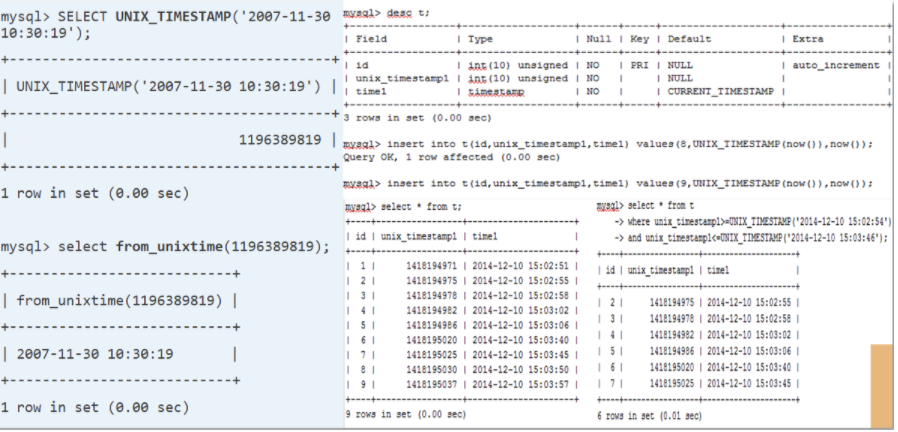 mysql> SELECT UNIX_TIMESTAMP('2007-11-30
10:30:19');
+-----------------------------------+
| UNIX_TIMESTAMP('2007-11-30 10:30:19') |
+-----------------------------------+
| 1196389819 |
+-----------------------------------+
1 row in set (0.00 sec)
mysql> select from_unixtime(1196389819);
+---------------------------+
| from_unixtime(1196389819) |
+---------------------------+
| 2007-11-30 10:30:19 |
+---------------------------+
1 row in set (0.00 sec)
mysql> desc t;
| Field | Type | Null | Key | Default | Extra |
| id | int(10) unsigned | NO | PRI | NULL | auto_increment |
| unix_timestamp1 | int(10) unsigned | NO | | NULL | |
| time1 | timestamp | NO | | CURRENT_TIMESTAMP | |
3 rows in set (0.00 sec)
mysql> insert into t(id,unix_timestamp1,time1) values(8,UNIX_TIMESTAMP(now()),now());
Query OK, 1 row affected (0.00 sec)
mysql> insert into t(id,unix_timestamp1,time1) values(9,UNIX_TIMESTAMP(now()),now());
mysql> select * from t;
| id | unix_timestamp1 | time1 |
| 1 | 1418194971 | 2014-12-10 15:02:51 |
| 2 | 1418194975 | 2014-12-10 15:02:55 |
| 3 | 1418194978 | 2014-12-10 15:02:58 |
| 4 | 1418194982 | 2014-12-10 15:03:02 |
| 5 | 1418194986 | 2014-12-10 15:03:06 |
| 6 | 1418195020 | 2014-12-10 15:03:40 |
| 7 | 1418195025 | 2014-12-10 15:03:45 |
| 8 | 1418195030 | 2014-12-10 15:03:50 |
| 9 | 1418195037 | 2014-12-10 15:03:57 |
9 rows in set (0.00 sec)
mysql> select * from t
-> where unix_timestamp1>=UNIX_TIMESTAMP('2014-12-10 15:02:54')
-> and unix_timestamp1<=UNIX_TIMESTAMP('2014-12-10 15:03:46');
| id | unix_timestamp1 | time1 |
| 2 | 1418194975 | 2014-12-10 15:02:55 |
| 3 | 1418194978 | 2014-12-10 15:02:58 |
| 4 | 1418194982 | 2014-12-10 15:03:02 |
| 5 | 1418194986 | 2014-12-10 15:03:06 |
| 6 | 1418195020 | 2014-12-10 15:03:40 |
| 7 | 1418195025 | 2014-12-10 15:03:45 |
6 rows in set (0.01 sec)